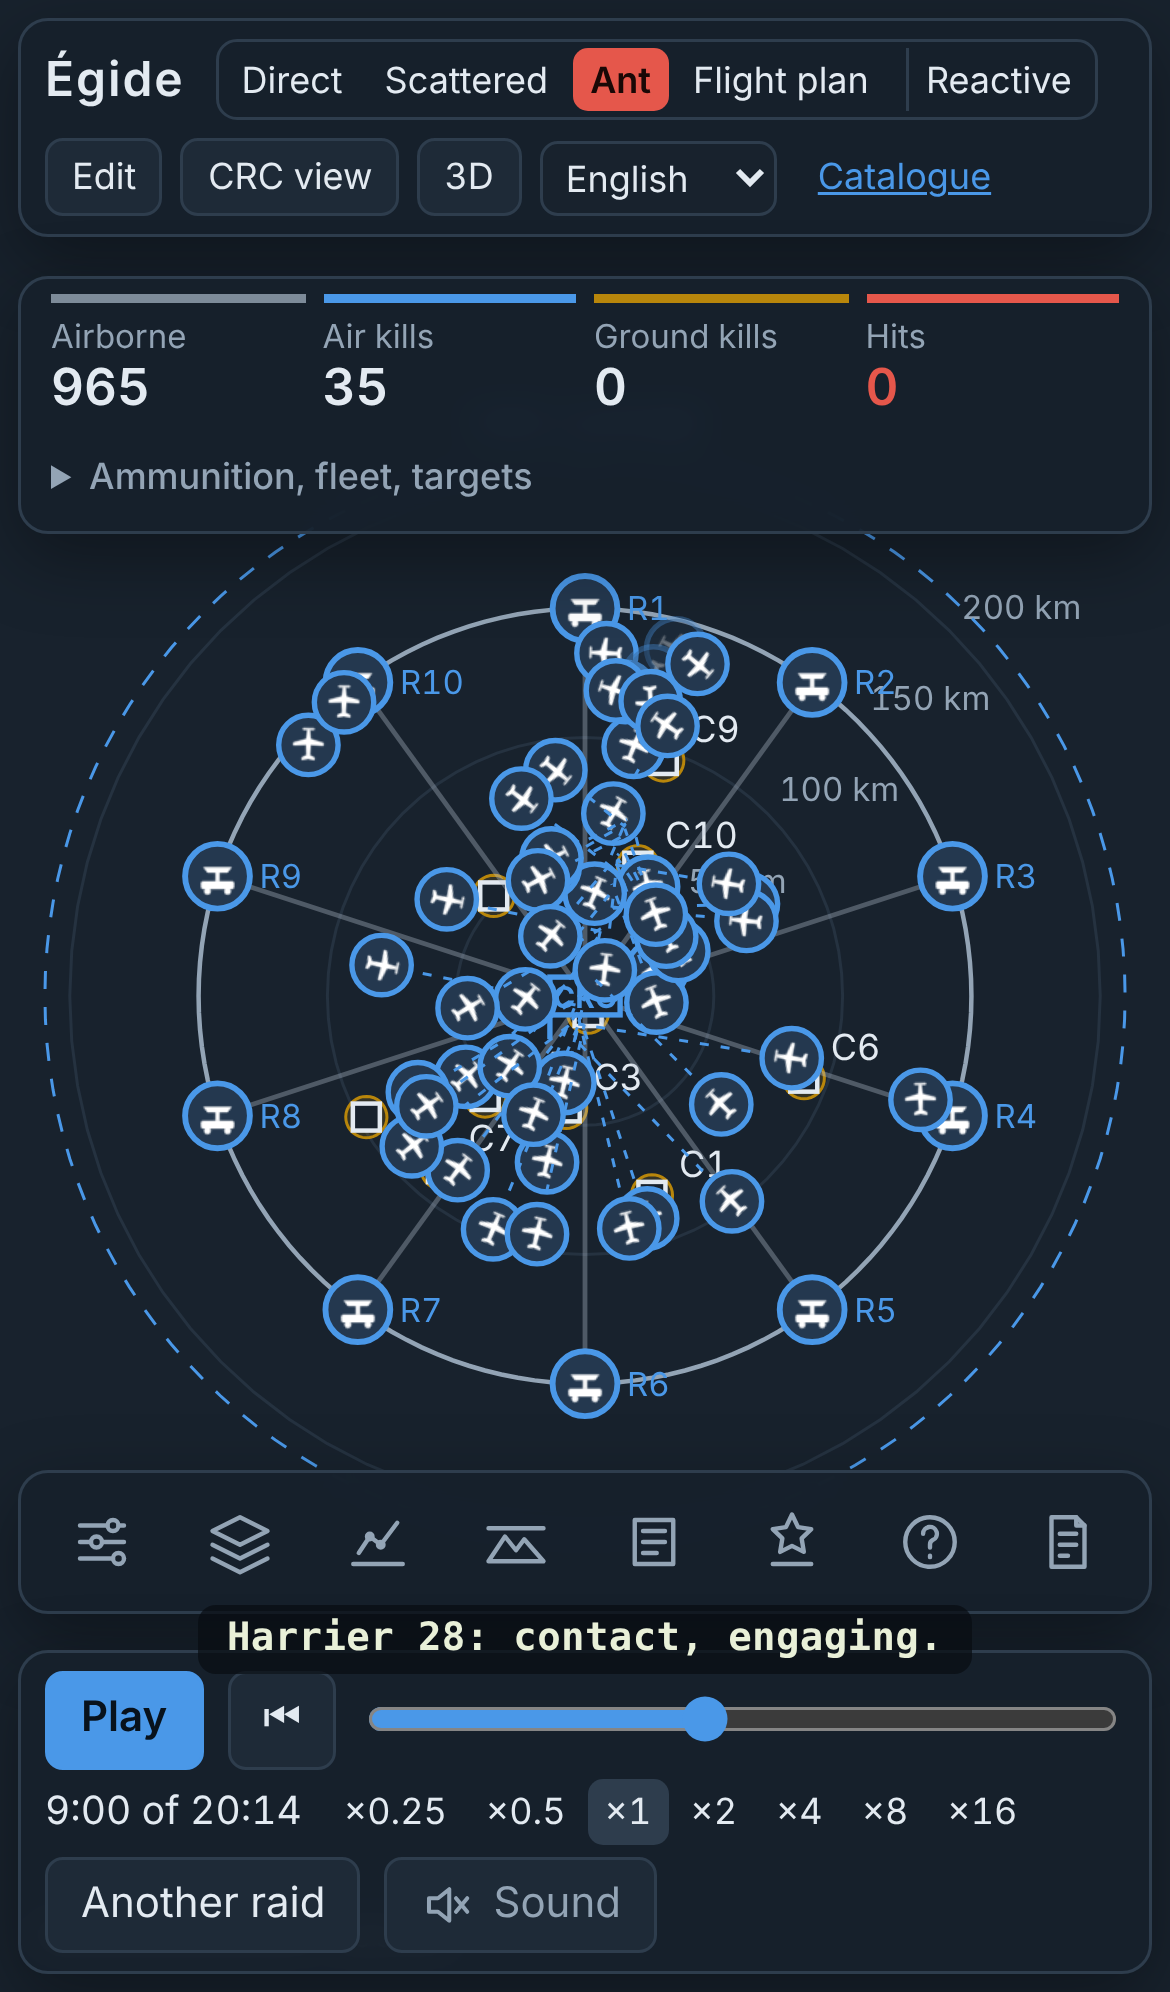 Égide
Direct
Scattered
Ant
Flight plan
Reactive
Edit
CRC view
3D
English
Catalogue
Airborne
Air kills
Ground kills
Hits
965
35
0
0
Ammunition, fleet, targets
200 km
R1
R10
R2
150 km
C9
100 km
C10
R9
R3
C6
C3
R8
R4
C7
C1
R7
R5
R6
Harrier 28: contact, engaging.
Play
9:00 of 20:14
×0.25
×0.5
×1
×2
×4
×8
×16
Another raid
Sound